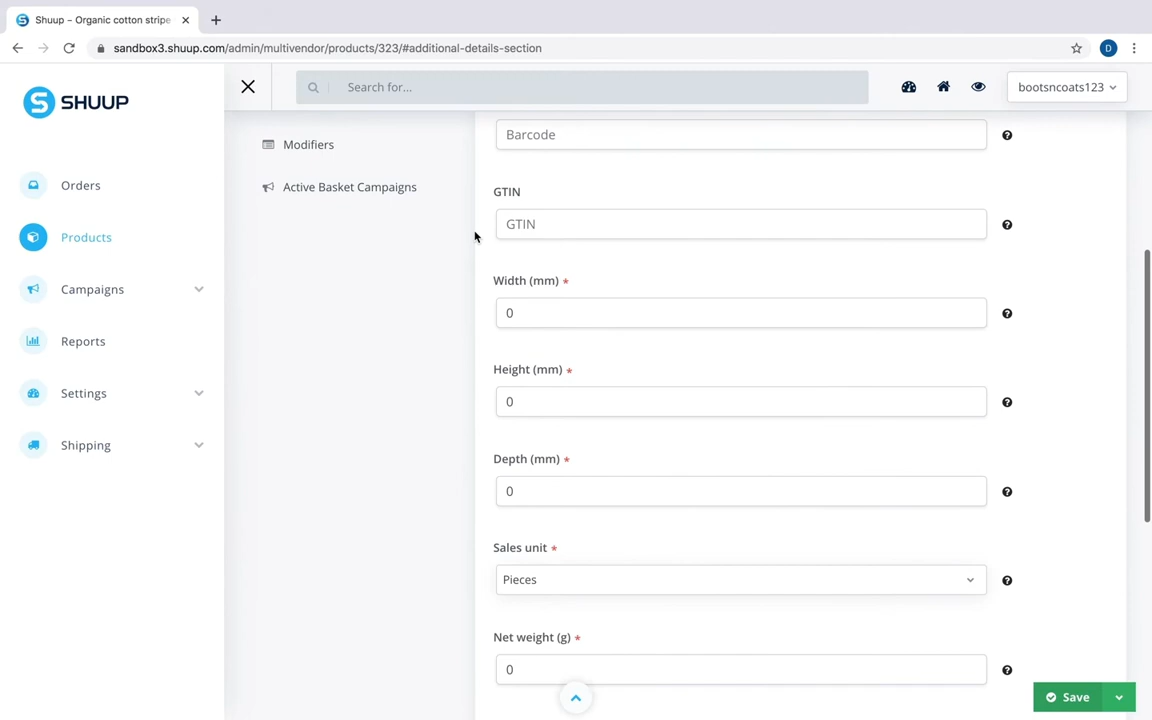 Shuup – Organic cotton stripe
sandbox3.shuup.com/admin/multivendor/products/323/#additional-details-section
D
SHUUP
Search for...
bootsncoats123
Orders
Products
Campaigns
Reports
Settings
Shipping
Modifiers
Active Basket Campaigns
Barcode
GTIN
GTIN
Width (mm) *
0
Height (mm) *
0
Depth (mm) *
0
Sales unit *
Pieces
Net weight (g) *
0
Save